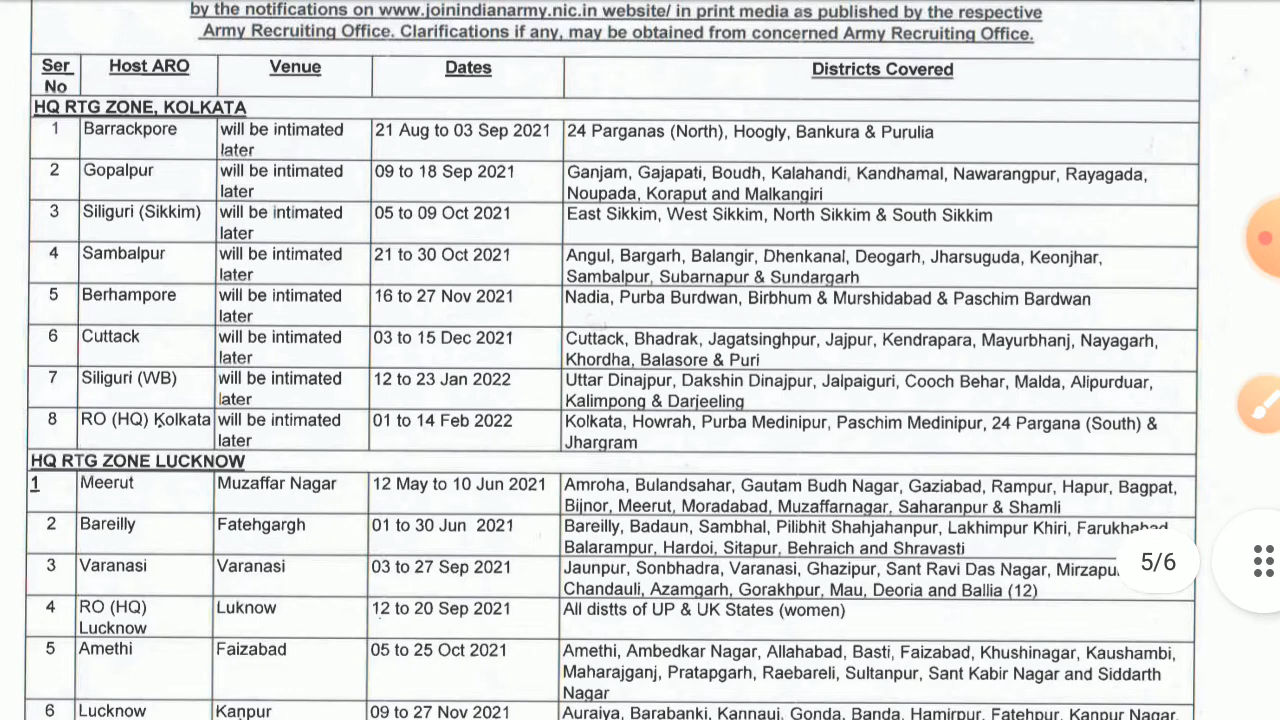 by the notifications on www.joinindianarmy.nic.in website/ in print media as published by the respective
Army Recruiting Office. Clarifications if any, may be obtained from concerned Army Recruiting Office.
Ser No Host ARO Venue Dates Districts Covered
HQ RTG ZONE, KOLKATA
1 Barrackpore will be intimated later 21 Aug to 03 Sep 2021 24 Parganas (North), Hoogly, Bankura & Purulia
2 Gopalpur will be intimated later 09 to 18 Sep 2021 Ganjam, Gajapati, Boudh, Kalahandi, Kandhamal, Nawarangpur, Rayagada,
Noupada, Koraput and Malkangiri
3 Siliguri (Sikkim) will be intimated later 05 to 09 Oct 2021 East Sikkim, West Sikkim, North Sikkim & South Sikkim
4 Sambalpur will be intimated later 21 to 30 Oct 2021 Angul, Bargarh, Balangir, Dhenkanal, Deogarh, Jharsuguda, Keonjhar,
Sambalpur, Subarnapur & Sundargarh
5 Berhampore will be intimated later 16 to 27 Nov 2021 Nadia, Purba Burdwan, Birbhum & Murshidabad & Paschim Bardwan
6 Cuttack will be intimated later 03 to 15 Dec 2021 Cuttack, Bhadrak, Jagatsinghpur, Jajpur, Kendrapara, Mayurbhanj, Nayagarh,
Khordha, Balasore & Puri
7 Siliguri (WB) will be intimated later 12 to 23 Jan 2022 Uttar Dinajpur, Dakshin Dinajpur, Jalpaiguri, Cooch Behar, Malda, Alipurduar,
Kalimpong & Darjeeling
8 RO (HQ) Kolkata will be intimated later 01 to 14 Feb 2022 Kolkata, Howrah, Purba Medinipur, Paschim Medinipur, 24 Pargana (South) &
Jhargram
HQ RTG ZONE LUCKNOW
1 Meerut Muzaffar Nagar 12 May to 10 Jun 2021 Amroha, Bulandsahar, Gautam Budh Nagar, Gaziabad, Rampur, Hapur, Bagpat,
Bijnor, Meerut, Moradabad, Muzaffarnagar, Saharanpur & Shamli
2 Bareilly Fatehgargh 01 to 30 Jun 2021 Bareilly, Badaun, Sambhal, Pilibhit Shahjahanpur, Lakhimpur Khiri, Farukhabad
Balarampur, Hardoi, Sitapur, Behraich and Shravasti
3 Varanasi Varanasi 03 to 27 Sep 2021 Jaunpur, Sonbhadra, Varanasi, Ghazipur, Sant Ravi Das Nagar,
Chandauli, Azamgarh, Gorakhpur, Mau, Deoria and Ballia (12)
5/6
4 RO (HQ) Lucknow Luknow 12 to 20 Sep 2021 All distts of UP & UK States (women)
5 Amethi Faizabad 05 to 25 Oct 2021 Amethi, Ambedkar Nagar, Allahabad, Basti, Faizabad, Khushinagar, Kaushambi,
Maharajganj, Pratapgarh, Raebareli, Sultanpur, Sant Kabir Nagar and Siddarth
Nagar
6 Lucknow Kanpur 09 to 27 Nov 2021 Auraiya, Barabanki, Kannauj, Gonda, Banda, Hamirpur, Fatehpur, Kanpur Nagar,